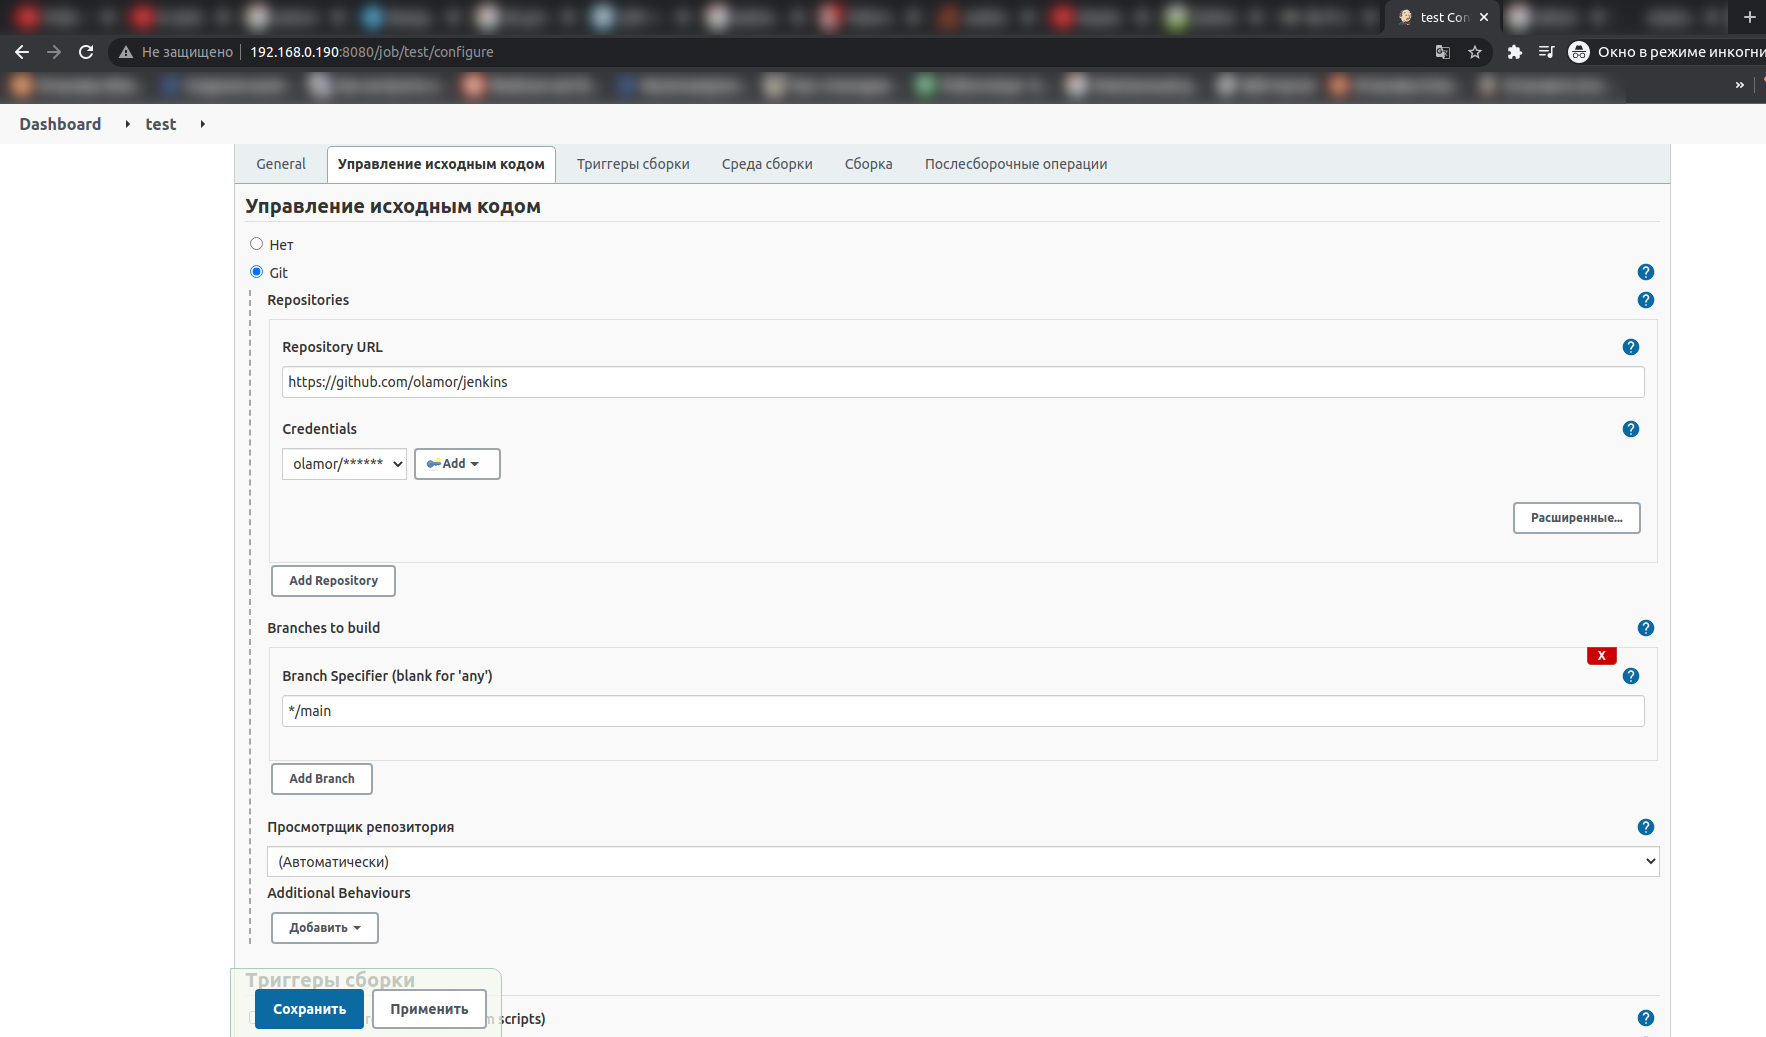 test Con
Не защищено 192.168.0.190:8080/job/test/configure Окно в режиме инкогни
Dashboard test
General Управление исходным кодом Триггеры сборки Среда сборки Сборка Послесборочные операции
Управление исходным кодом
Нет
Git
Repositories
Repository URL
https://github.com/olamor/jenkins
Credentials
olamor/****** Add
Расширенные...
Add Repository
Branches to build
X
Branch Specifier (blank for 'any')
*/main
Add Branch
Просмотрщик репозитория
(Автоматически)
Additional Behaviours
Добавить
Триггеры сборки
Сохранить Применить
scripts)